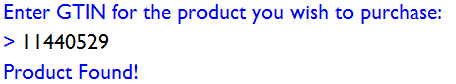 Enter GTIN for the product you wish to purchase:
> 11440529
Product Found!